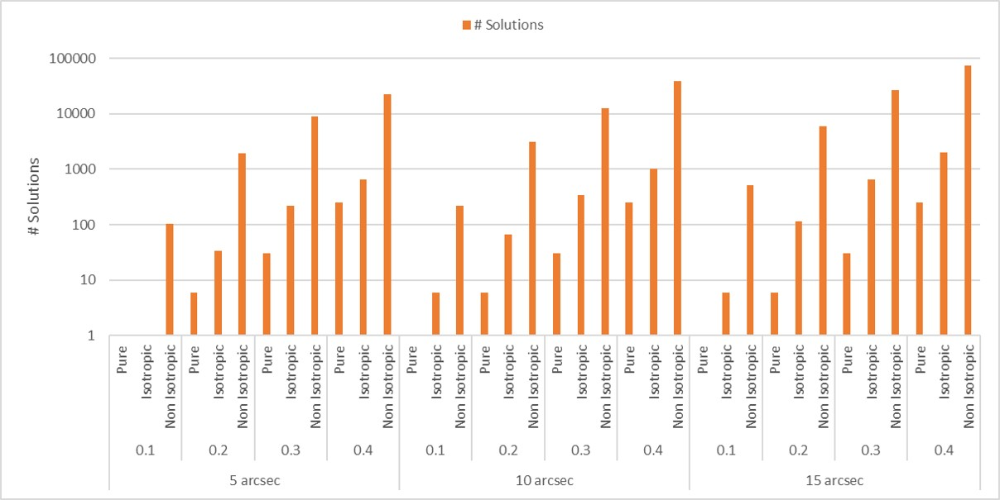 # Solutions
# Solutions
100000
10000
1000
100
10
1
Pure Isotropic Non Isotropic Pure Isotropic Non Isotropic Pure Isotropic Non Isotropic Pure Isotropic Non Isotropic Pure Isotropic Non Isotropic Pure Isotropic Non Isotropic Pure Isotropic Non Isotropic Pure Isotropic Non Isotropic Pure Isotropic Non Isotropic Pure Isotropic Non Isotropic Pure Isotropic Non Isotropic Pure Isotropic Non Isotropic
0.1 0.2 0.3 0.4 0.1 0.2 0.3 0.4 0.1 0.2 0.3 0.4
5 arcsec 10 arcsec 15 arcsec